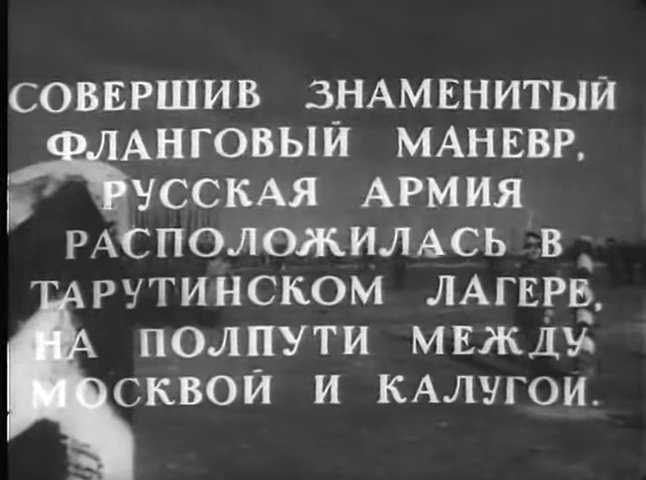 СОВЕРШИВ ЗНАМЕНИТЫЙ
ФЛАНГОВЫЙ МАНЕВР,
РУССКАЯ АРМИЯ
РАСПОЛОЖИЛАСЬ В
ТАРУТИНСКОМ ЛАГЕРЕ,
НА ПОЛПУТИ МЕЖДУ
МОСКВОЙ И КАЛУГОЙ.